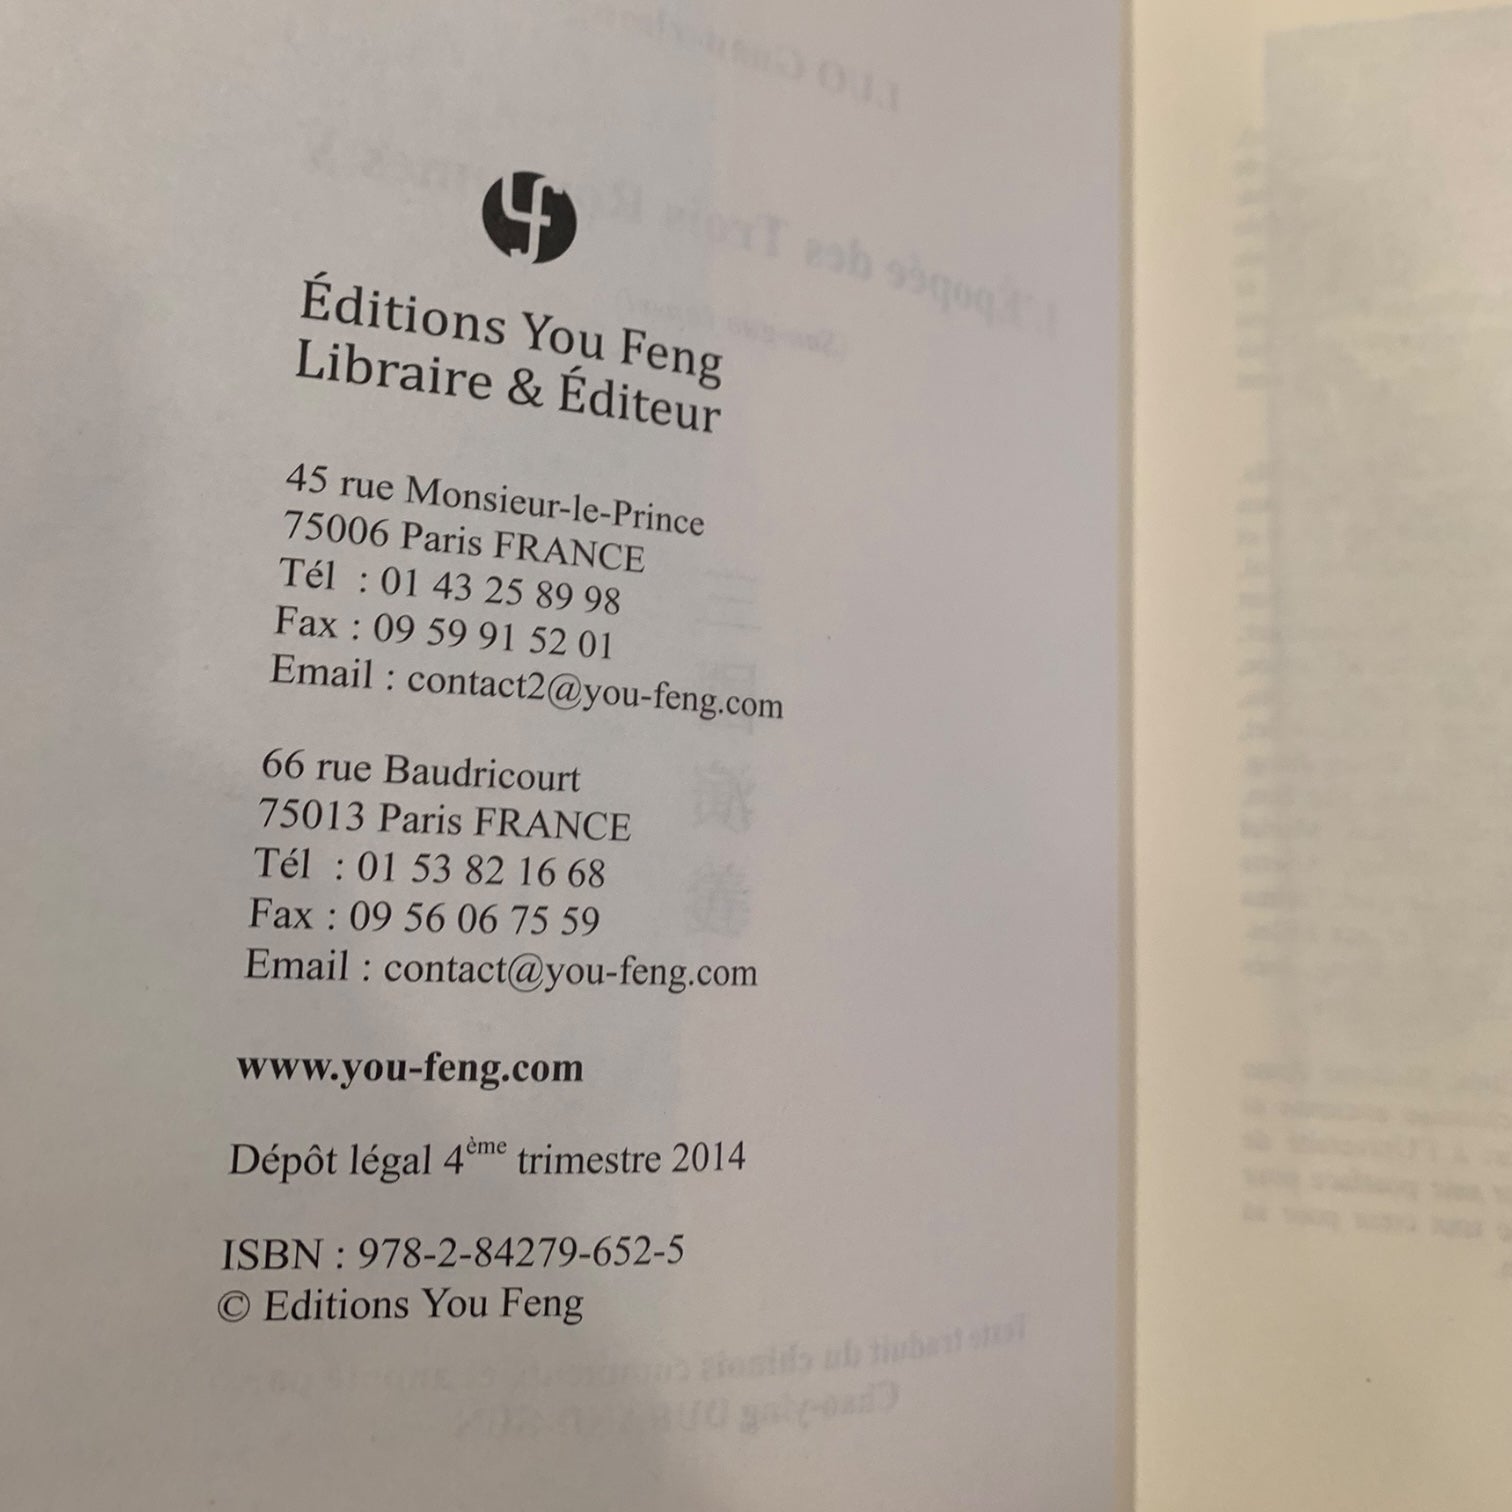 Éditions You Feng
Libraire & Éditeur
45 rue Monsieur-le-Prince
75006 Paris FRANCE
Tél : 01 43 25 89 98
Fax : 09 59 91 52 01
Email : contact2@you-feng.com
66 rue Baudricourt
75013 Paris FRANCE
Tél : 01 53 82 16 68
Fax : 09 56 06 75 59
Email : contact@you-feng.com
www.you-feng.com
Dépôt légal 4ème trimestre 2014
ISBN : 978-2-84279-652-5
© Editions You Feng